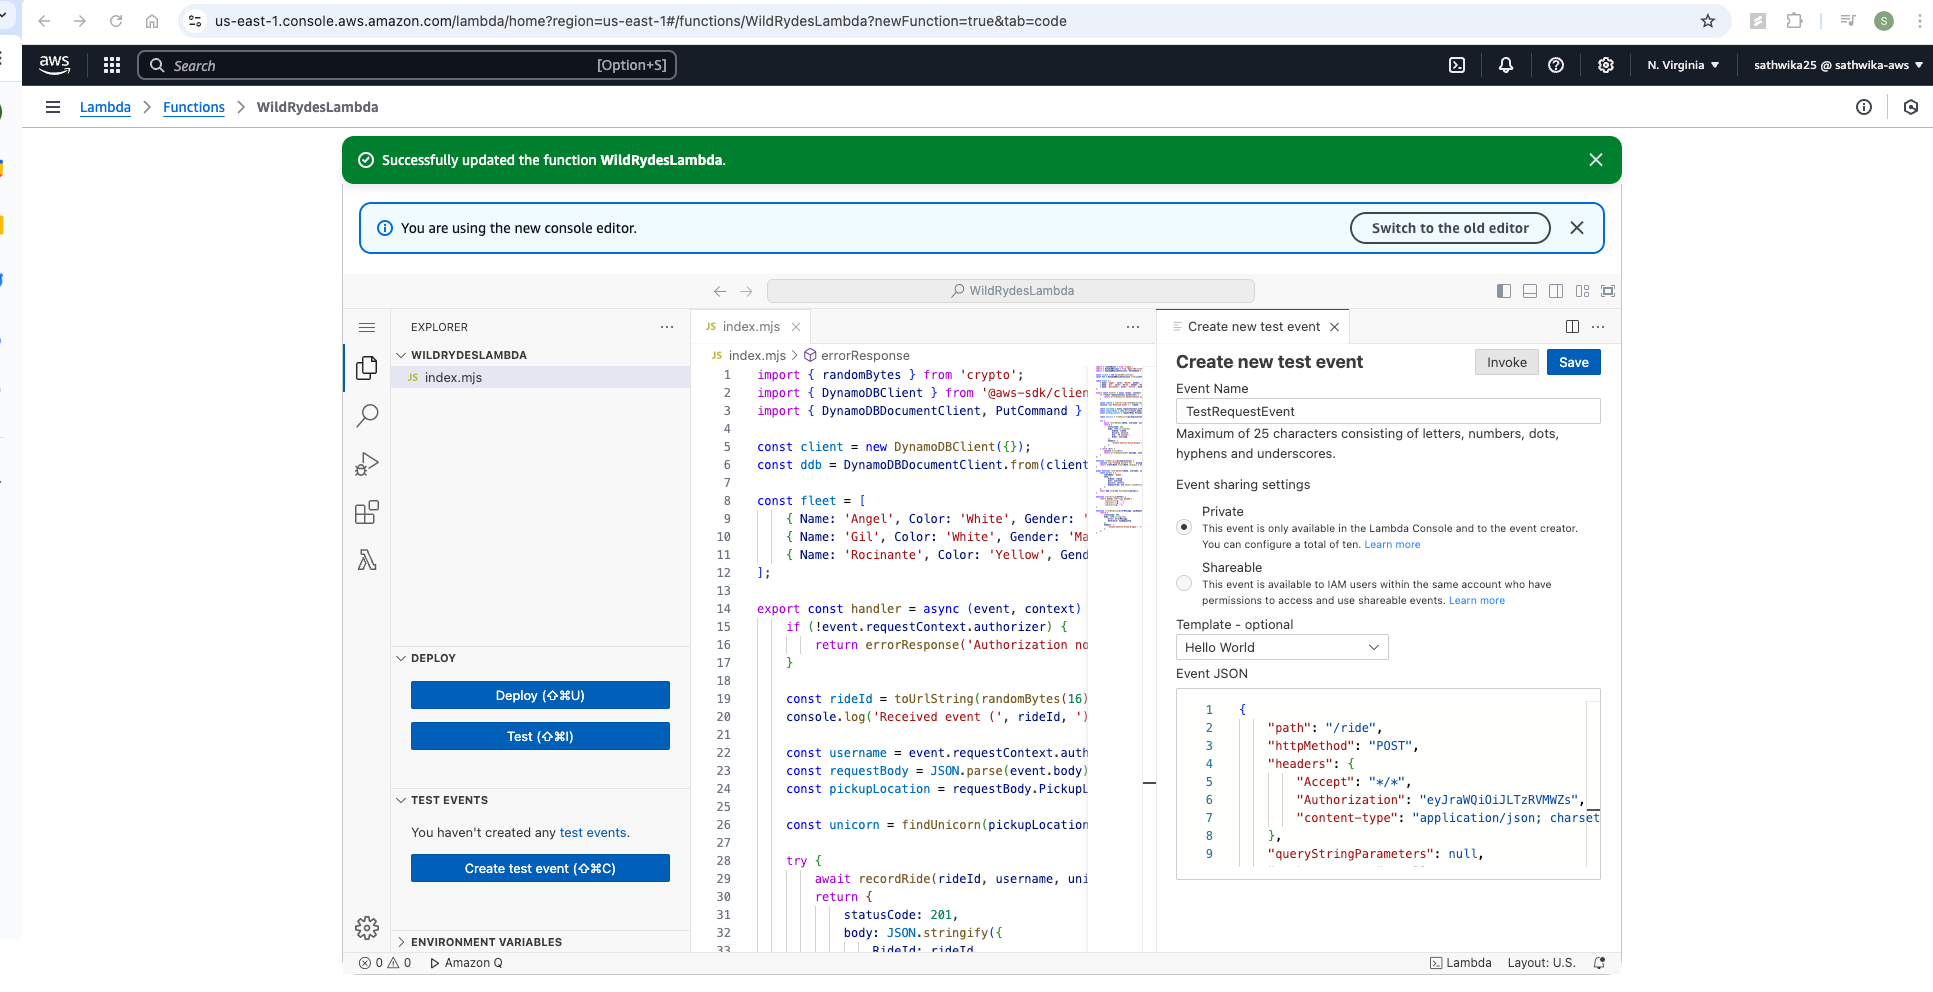 us-east-1.console.aws.amazon.com/lambda/home?region=us-east-1#/functions/WildRydesLambda?newFunction=true&tab=code
S
aws
Search
[Option+S]
N. Virginia
sathwika25 @ sathwika-aws
Lambda
Functions
WildRydesLambda
Successfully updated the function WildRydesLambda.
You are using the new console editor.
Switch to the old editor
WildRydesLambda
EXPLORER
WILDRYDESLAMBDA
JS index.mjs
DEPLOY
Deploy (⇧⌘U)
Test (⇧⌘I)
TEST EVENTS
You haven't created any test events.
Create test event (⇧⌘C)
ENVIRONMENT VARIABLES
JS index.mjs
JS index.mjs > errorResponse
1 import { randomBytes } from 'crypto';
2 import { DynamoDBClient } from '@aws-sdk/clien
3 import { DynamoDBDocumentClient, PutCommand }
4
5 const client = new DynamoDBClient({});
6 const ddb = DynamoDBDocumentClient.from(client
7
8 const fleet = [
9 { Name: 'Angel', Color: 'White', Gender: '
10 { Name: 'Gil', Color: 'White', Gender: 'Ma
11 { Name: 'Rocinante', Color: 'Yellow', Gend
12 ];
13
14 export const handler = async (event, context)
15 if (!event.requestContext.authorizer) {
16 return errorResponse('Authorization no
17 }
18
19 const rideId = toUrlString(randomBytes(16)
20 console.log('Received event (', rideId, ')
21
22 const username = event.requestContext.auth
23 const requestBody = JSON.parse(event.body)
24 const pickupLocation = requestBody.PickupL
25
26 const unicorn = findUnicorn(pickupLocation
27
28 try {
29 await recordRide(rideId, username, uni
30 return {
31 statusCode: 201,
32 body: JSON.stringify({
33 RideId: rideId
Create new test event
Create new test event
Invoke
Save
Event Name
TestRequestEvent
Maximum of 25 characters consisting of letters, numbers, dots,
hyphens and underscores.
Event sharing settings
Private
This event is only available in the Lambda Console and to the event creator.
You can configure a total of ten. Learn more
Shareable
This event is available to IAM users within the same account who have
permissions to access and use shareable events. Learn more
Template - optional
Hello World
Event JSON
1 {
2 "path": "/ride",
3 "httpMethod": "POST",
4 "headers": {
5 "Accept": "*/*",
6 "Authorization": "eyJraWQiOiJLTzRVMWZs",
7 "content-type": "application/json; charset
8 },
9 "queryStringParameters": null,
0
0
Amazon Q
Lambda
Layout: U.S.